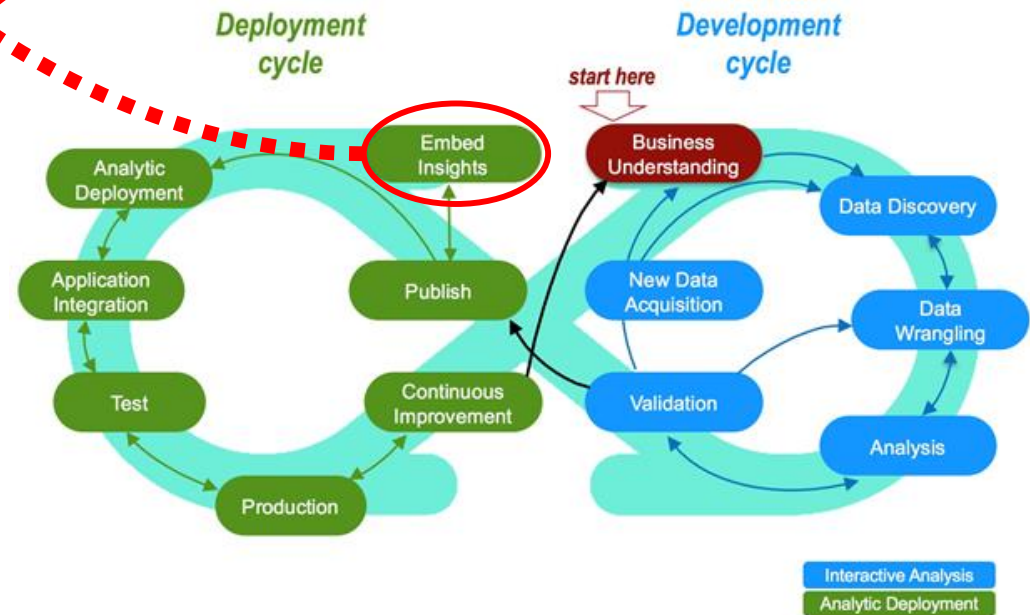 Deployment
cycle
Development
cycle
start here
Embed
Insights
Business
Understanding
Analytic
Deployment
Data Discovery
Application
Integration
Publish
New Data
Acquisition
Data
Wrangling
Test
Continuous
Improvement
Validation
Analysis
Production
Interactive Analysis
Analytic Deployment